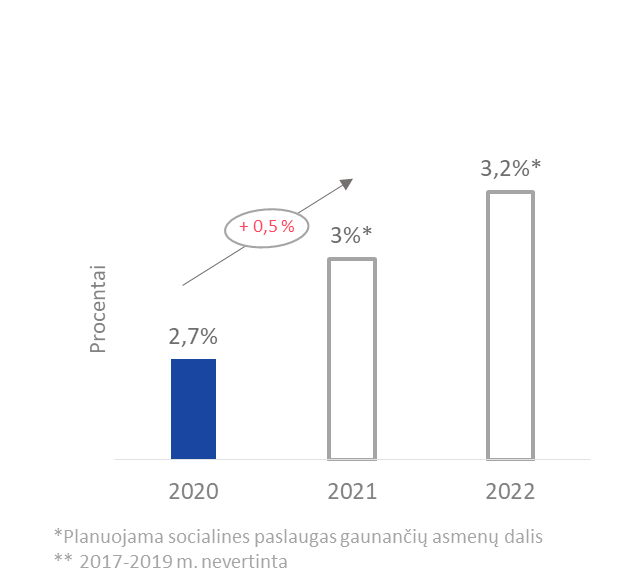 3,2%*
+ 0,5 %
3%*
2,7%
Procentai
2020
2021
2022
*Planuojama socialines paslaugas gaunančių asmenų dalis
** 2017-2019 m. nevertinta